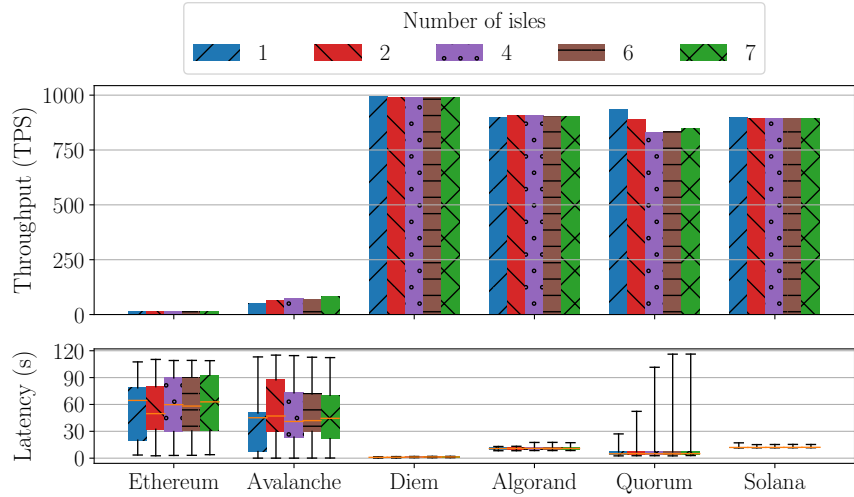 Number of isles
1 2 4 6 7
Throughput (TPS)
1000
750
500
250
0
Latency (s)
120
90
60
30
0
Ethereum Avalanche Diem Algorand Quorum Solana